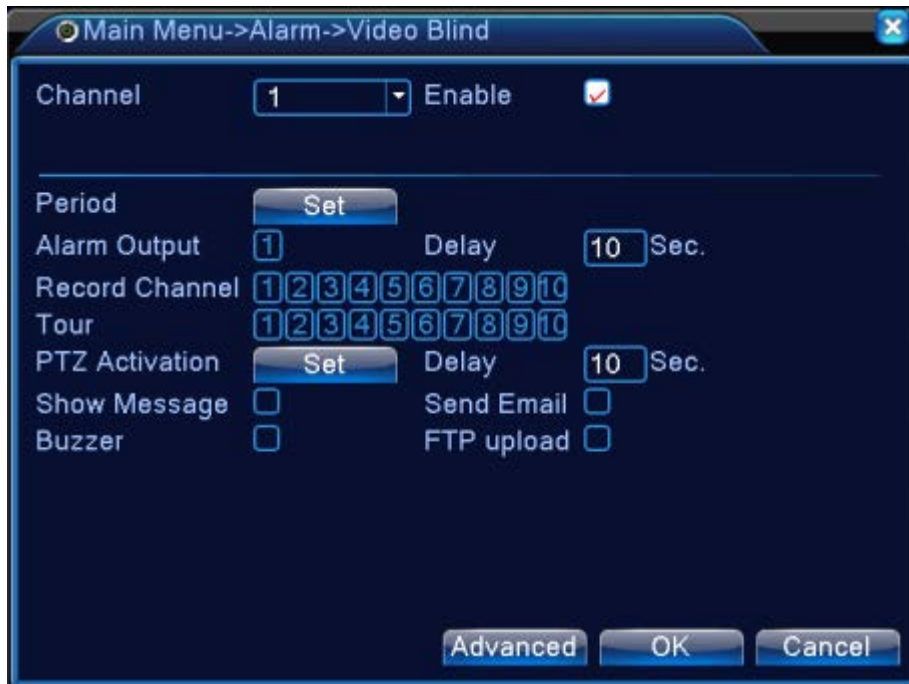 Main Menu->Alarm->Video Blind
Channel 1 Enable
Period Set
Alarm Output 1 Delay 10 Sec.
Record Channel 1 2 3 4 5 6 7 8 9 10
Tour 1 2 3 4 5 6 7 8 9 10
PTZ Activation Set Delay 10 Sec.
Show Message Send Email
Buzzer FTP upload
Advanced OK Cancel